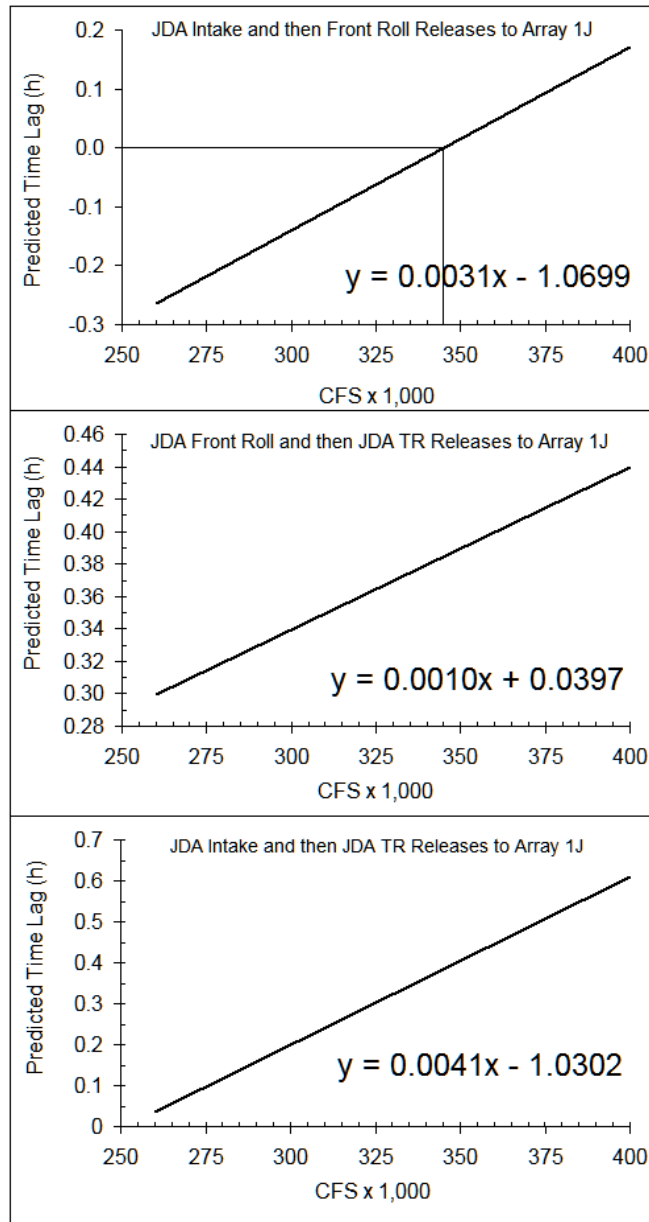 JDA Intake and then Front Roll Releases to Array 1J
Predicted Time Lag (h)
0.2
0.1
0.0
-0.1
-0.2
-0.3
y = 0.0031x - 1.0699
250 275 300 325 350 375 400
CFS x 1,000
JDA Front Roll and then JDA TR Releases to Array 1J
Predicted Time Lag (h)
0.46
0.44
0.42
0.40
0.38
0.36
0.34
0.32
0.30
0.28
y = 0.0010x + 0.0397
250 275 300 325 350 375 400
CFS x 1,000
JDA Intake and then JDA TR Releases to Array 1J
Predicted Time Lag (h)
0.7
0.6
0.5
0.4
0.3
0.2
0.1
0
y = 0.0041x - 1.0302
250 275 300 325 350 375 400
CFS x 1,000